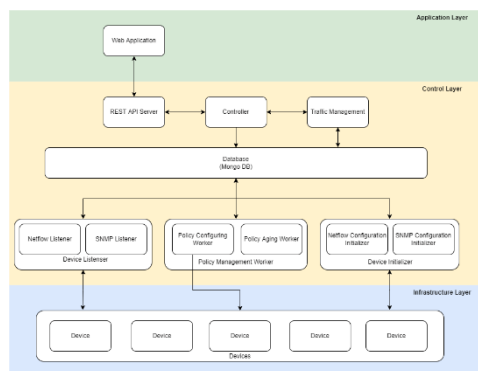 Application Layer
Web Application
Control Layer
REST API Server
Controller
Traffic Management
Database
(Mongo DB)
Netflow Listener
SNMP Listener
Device Listenser
Policy Configuring
Worker
Policy Aging Worker
Policy Management Worker
Netflow Configuration
Initializer
SNMP Configuration
Initializer
Device Initializer
Infrastructure Layer
Device
Device
Device
Device
Device
Devices